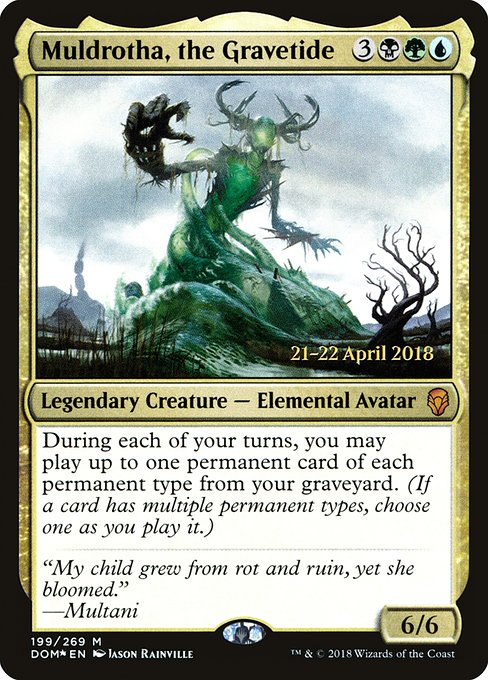 Muldrotha, the Gravetide 3
21–22 April 2018
Legendary Creature — Elemental Avatar
During each of your turns, you may
play up to one permanent card of each
permanent type from your graveyard. (If
a card has multiple permanent types, choose
one as you play it.)
“My child grew from rot and ruin, yet she
bloomed.”
—Multani
6/6
199/269 M
DOM★EN Jason Rainville ™ & © 2018 Wizards of the Coast